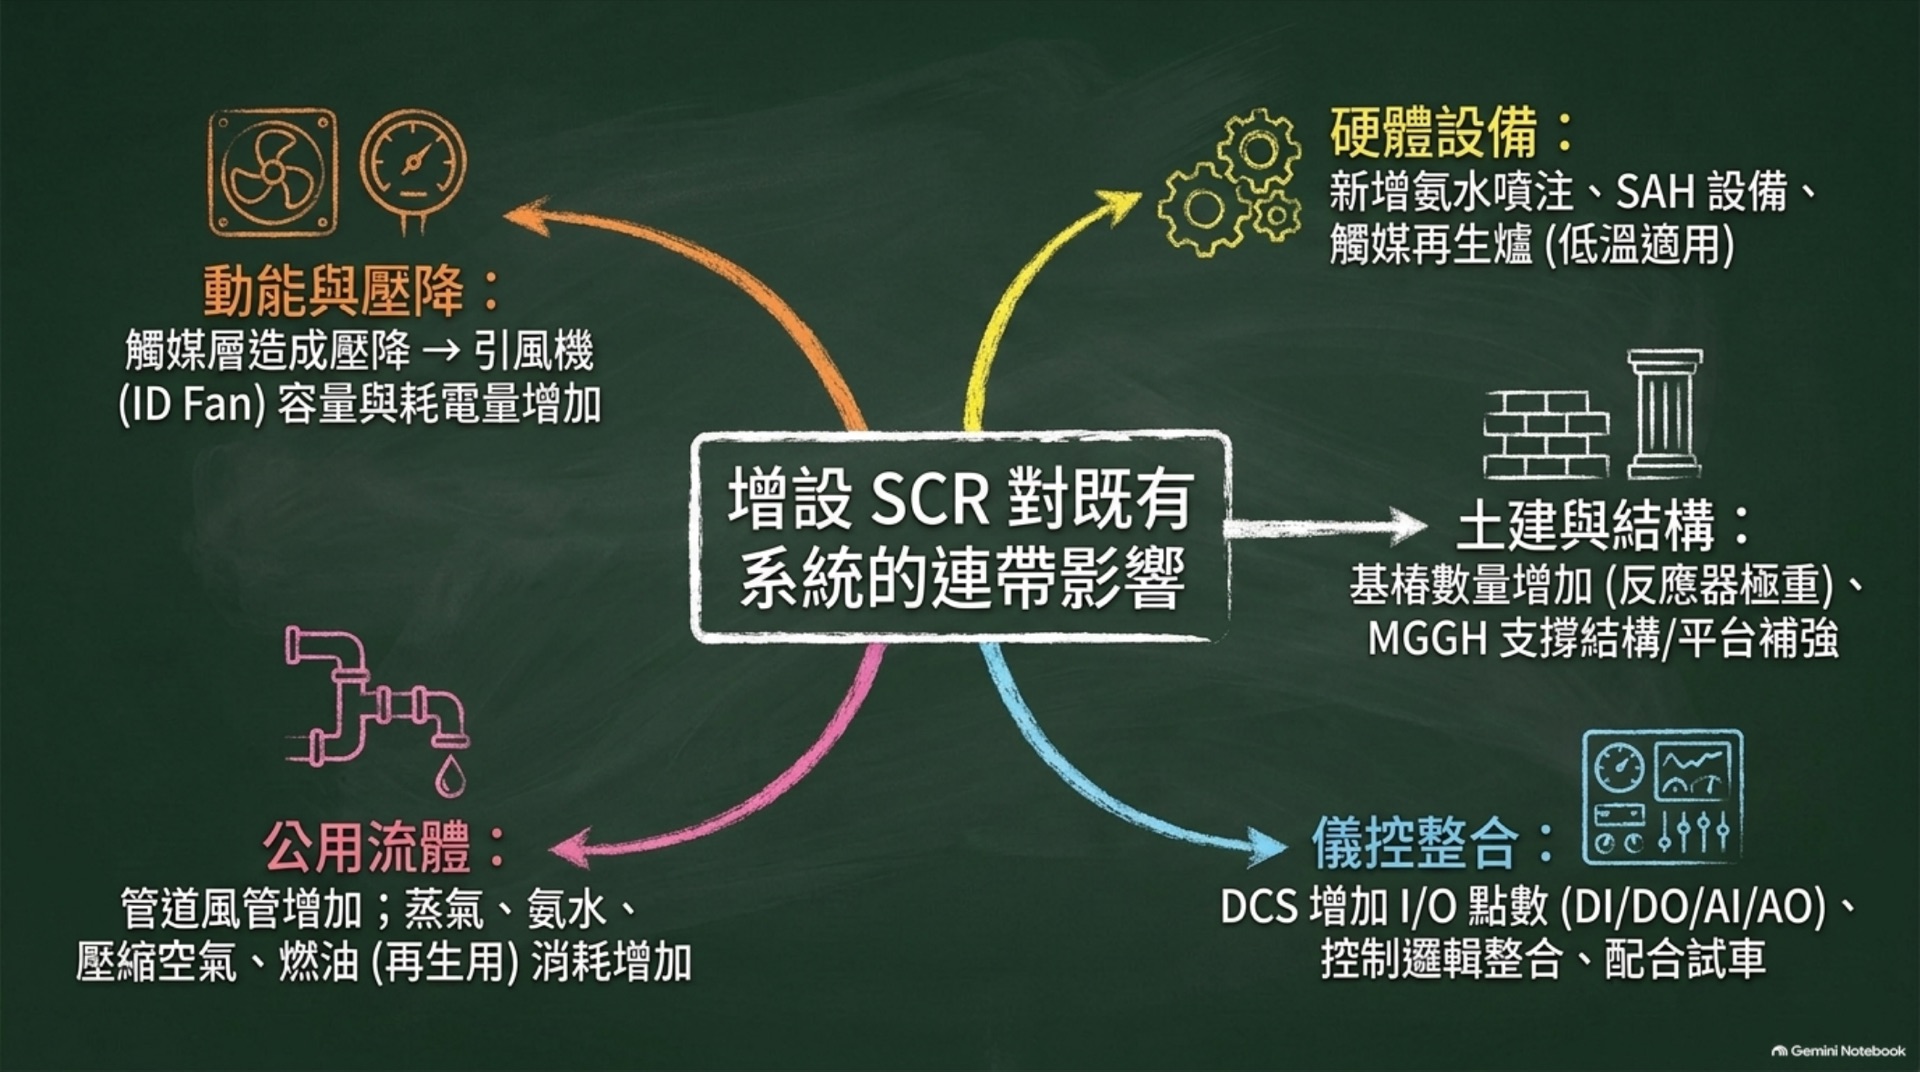 動能與壓降：
觸媒層造成壓降 → 引風機
(ID Fan) 容量與耗電量增加
硬體設備：
新增氨水噴注、SAH 設備、
觸媒再生爐 (低溫適用)
增設 SCR 對既有
系統的連帶影響
土建與結構：
基樁數量增加 (反應器極重)、
MGGH 支撐結構/平台補強
公用流體：
管道風管增加；蒸氣、氨水、
壓縮空氣、燃油 (再生用) 消耗增加
儀控整合：
DCS 增加 I/O 點數 (DI/DO/AI/AO)、
控制邏輯整合、配合試車
Gemini Notebook